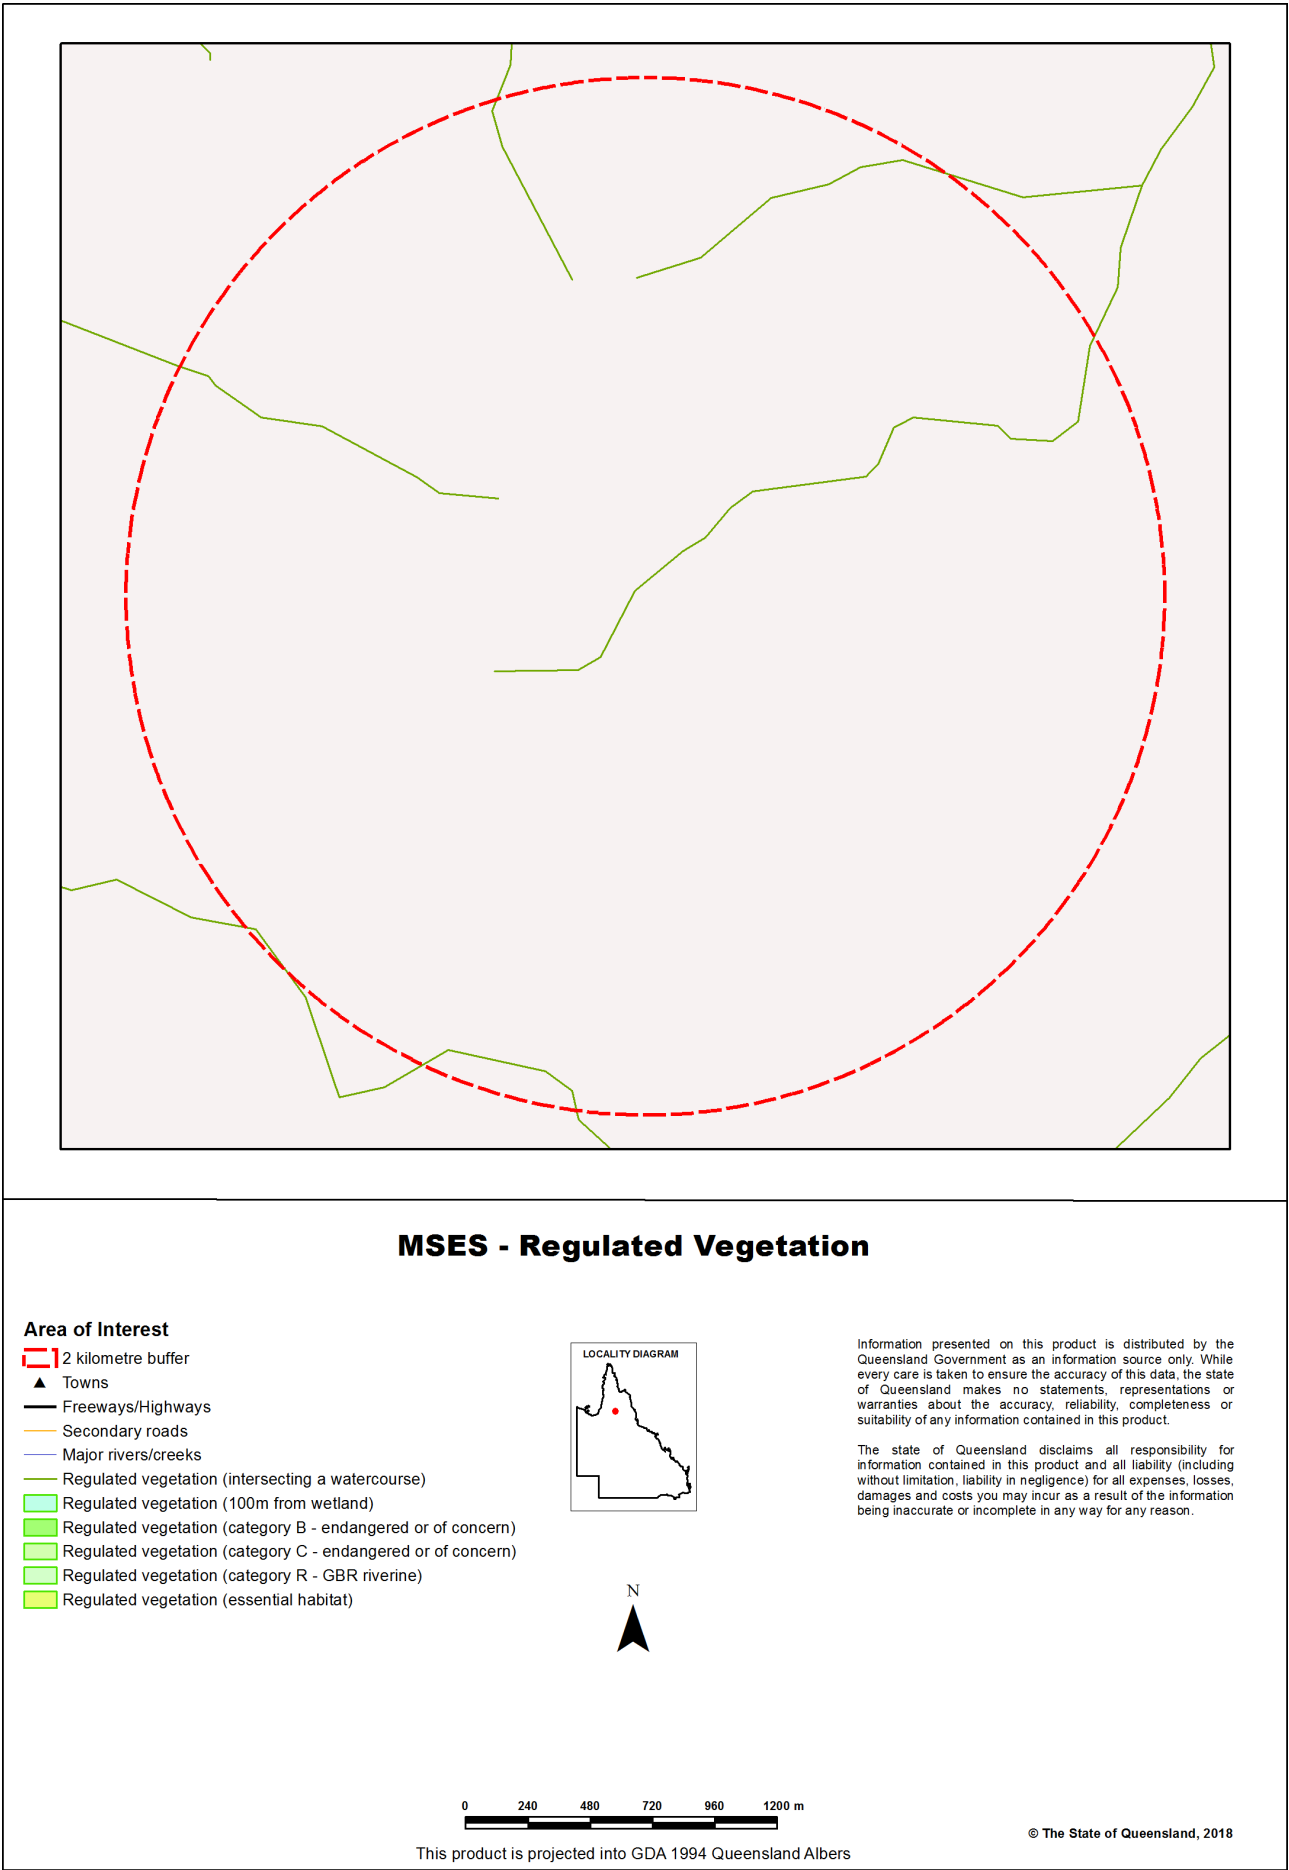 MSES - Regulated Vegetation
Area of Interest
2 kilometre buffer
Towns
Freeways/Highways
Secondary roads
Major rivers/creeks
Regulated vegetation (intersecting a watercourse)
Regulated vegetation (100m from wetland)
Regulated vegetation (category B - endangered or of concern)
Regulated vegetation (category C - endangered or of concern)
Regulated vegetation (category R - GBR riverine)
Regulated vegetation (essential habitat)
LOCALITY DIAGRAM
N
Information presented on this product is distributed by the
Queensland Government as an information source only. While
every care is taken to ensure the accuracy of this data, the state
of Queensland makes no statements, representations or
warranties about the accuracy, reliability, completeness or
suitability of any information contained in this product.
The state of Queensland disclaims all responsibility for
information contained in this product and all liability (including
without limitation, liability in negligence) for all expenses, losses,
damages and costs you may incur as a result of the information
being inaccurate or incomplete in any way for any reason.
0 240 480 720 960 1200 m
This product is projected into GDA 1994 Queensland Albers
© The State of Queensland, 2018